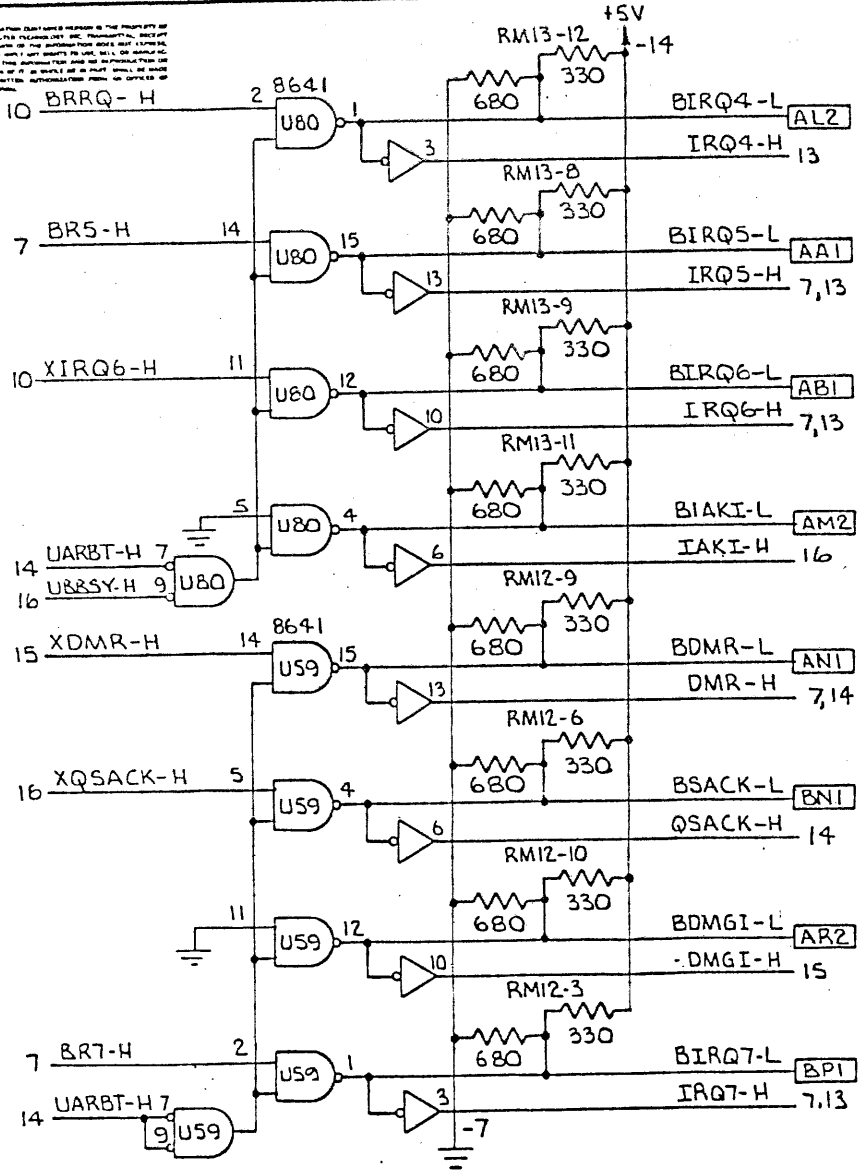 +5V
RM13-12
-14
330
680
8641
10 BRRQ-H 2 U80 1 BIRQ4-L AL2
3 IRQ4-H 13
RM13-8
330
680
7 BR5-H 14 U80 15 BIRQ5-L AA1
13 IRQ5-H 7,13
RM13-9
330
680
10 XIRQ6-H 11 U80 12 BIRQ6-L AB1
10 IRQ6-H 7,13
RM13-11
330
680
5 U80 4 BIAKI-L AM2
6 IAKI-H 16
14 UARBT-H 7 U80
16 UBBSY-H 9
RM12-9
330
680
8641
15 XDMR-H 14 U59 15 BDMR-L AN1
13 DMR-H 7,14
RM12-6
330
680
16 XQSACK-H 5 U59 4 BSACK-L BN1
6 QSACK-H 14
RM12-10
330
680
11 U59 12 BDMGI-L AR2
10 DMGI-H 15
RM12-3
330
680
7 BR7-H 2 U59 1 BIRQ7-L BP1
3 IRQ7-H 7,13
14 UARBT-H 7 U59
9
-7